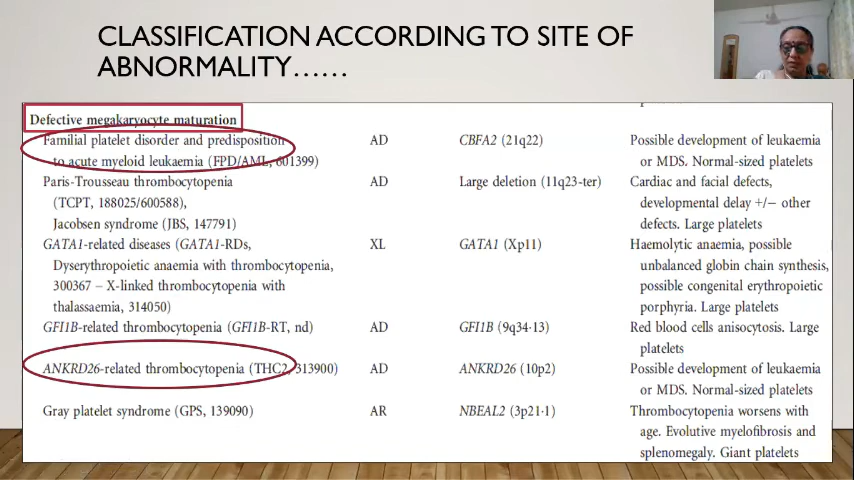 CLASSIFICATION ACCORDING TO SITE OF
ABNORMALITY......
Defective megakaryocyte maturation
Familial platelet disorder and predisposition AD CBFA2 (21q22) Possible development of leukaemia
to acute myeloid leukaemia (FPD/AML, 601399) or MDS. Normal-sized platelets
Paris-Trousseau thrombocytopenia AD Large deletion (11q23-ter) Cardiac and facial defects,
(TCPT, 188025/600588), developmental delay +/− other
Jacobsen syndrome (JBS, 147791) defects. Large platelets
GATA1-related diseases (GATA1-RDs, XL GATA1 (Xp11) Haemolytic anaemia, possible
Dyserythropoietic anaemia with thrombocytopenia, unbalanced globin chain synthesis,
300367 – X-linked thrombocytopenia with possible congenital erythropoietic
thalassaemia, 314050) porphyria. Large platelets
GFI1B-related thrombocytopenia (GFI1B-RT, nd) AD GFI1B (9q34·13) Red blood cells anisocytosis. Large
platelets
ANKRD26-related thrombocytopenia (THC2, 313900) AD ANKRD26 (10p2) Possible development of leukaemia
or MDS. Normal-sized platelets
Gray platelet syndrome (GPS, 139090) AR NBEAL2 (3p21·1) Thrombocytopenia worsens with
age. Evolutive myelofibrosis and
splenomegaly. Giant platelets